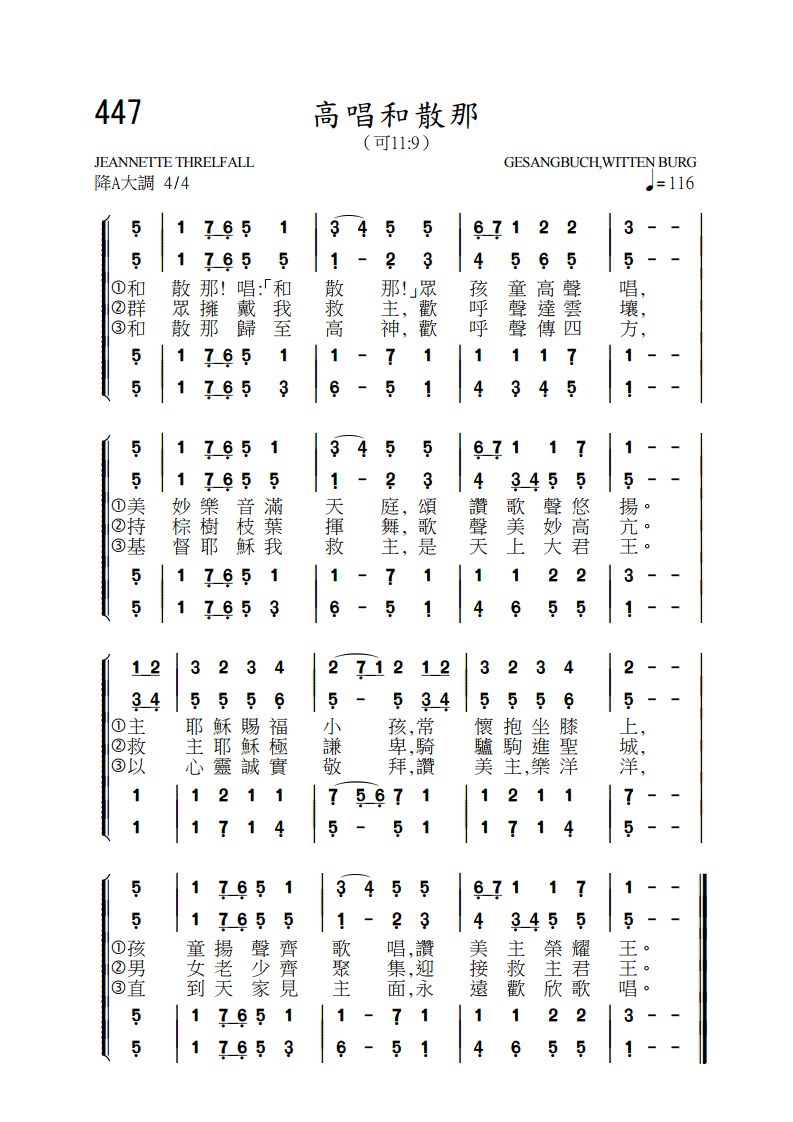 447
高唱和散那
（可11:9）
JEANNETTE THRELFALL
GESANGBUCH,WITTEN BURG
降A大調 4/4
♩=116
5 | 1 7 6 5 1 | 3 4 5 5 | 6 7 1 2 2 | 3 - - |
5 | 1 7 6 5 5 | 1 - 2 3 | 4 5 6 5 | 5 - - |
①和 散那!唱:「和 散 那!」眾 孩童高聲 唱,
②群 眾擁戴我 救 主,歡 呼聲達雲 壤,
③和 散那歸至 高 神,歡 呼聲傳四 方,
5 | 1 7 6 5 1 | 1 - 7 1 | 1 1 1 7 | 1 - - |
5 | 1 7 6 5 3 | 6 - 5 1 | 4 3 4 5 | 1 - - |
5 | 1 7 6 5 1 | 3 4 5 5 | 6 7 1 1 7 | 1 - - |
5 | 1 7 6 5 5 | 1 - 2 3 | 4 3 4 5 5 | 5 - - |
①美 妙樂音滿 天 庭,頌 讚歌聲悠 揚。
②持 棕樹枝葉 揮 舞,歌 聲美妙高 亢。
③基 督耶穌我 救 主,是 天上大君 王。
5 | 1 7 6 5 1 | 1 - 7 1 | 1 1 2 2 | 3 - - |
5 | 1 7 6 5 3 | 6 - 5 1 | 4 6 5 5 | 1 - - |
1 2 | 3 2 3 4 | 2 7 1 2 1 2 | 3 2 3 4 | 2 - - |
3 4 | 5 5 5 6 | 5 - 5 3 4 | 5 5 5 6 | 5 - - |
①主 耶穌賜福 小 孩,常 懷抱坐膝 上,
②救 主耶穌極 謙 卑,騎 驢駒進聖 城,
③以 心靈誠實 敬 拜,讚 美主,樂洋 洋,
1 | 1 2 1 1 | 7 5 6 7 1 | 1 2 1 1 | 7 - - |
1 | 1 7 1 4 | 5 - 5 1 | 1 7 1 4 | 5 - - |
5 | 1 7 6 5 1 | 3 4 5 5 | 6 7 1 1 7 | 1 - - |
5 | 1 7 6 5 5 | 1 - 2 3 | 4 3 4 5 5 | 5 - - |
①孩 童揚聲齊 歌 唱,讚 美主榮耀 王。
②男 女老少齊 聚 集,迎 接救主君 王。
③直 到天家見 主 面,永 遠歡欣歌 唱。
5 | 1 7 6 5 1 | 1 - 7 1 | 1 1 2 2 | 3 - - |
5 | 1 7 6 5 3 | 6 - 5 1 | 4 6 5 5 | 1 - - |